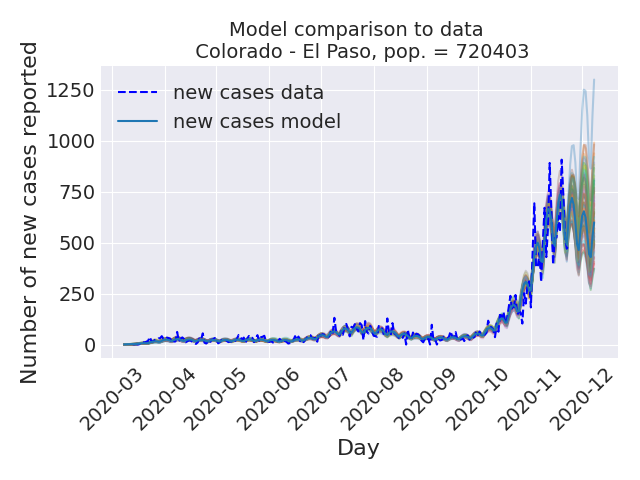 Model comparison to data
Colorado - El Paso, pop. = 720403
Number of new cases reported
1250
1000
750
500
250
0
new cases data
new cases model
2020-03
2020-04
2020-05
2020-06
2020-07
2020-08
2020-09
2020-10
2020-11
2020-12
Day